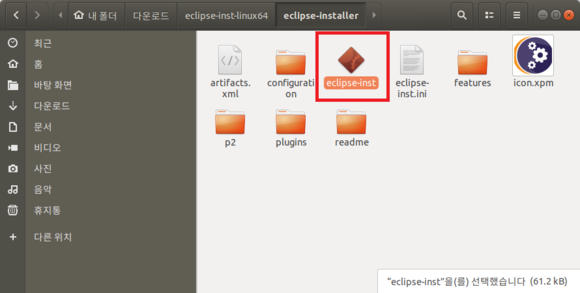 내 폴더 다운로드 eclipse-inst-linux64 eclipse-installer
최근
홈
바탕 화면
다운로드
문서
비디오
사진
음악
휴지통
다른 위치
artifacts.
xml
configurati
on
eclipse-inst
eclipse-
inst.ini
features
icon.xpm
p2
plugins
readme
"eclipse-inst"을(를) 선택했습니다 (61.2 kB)